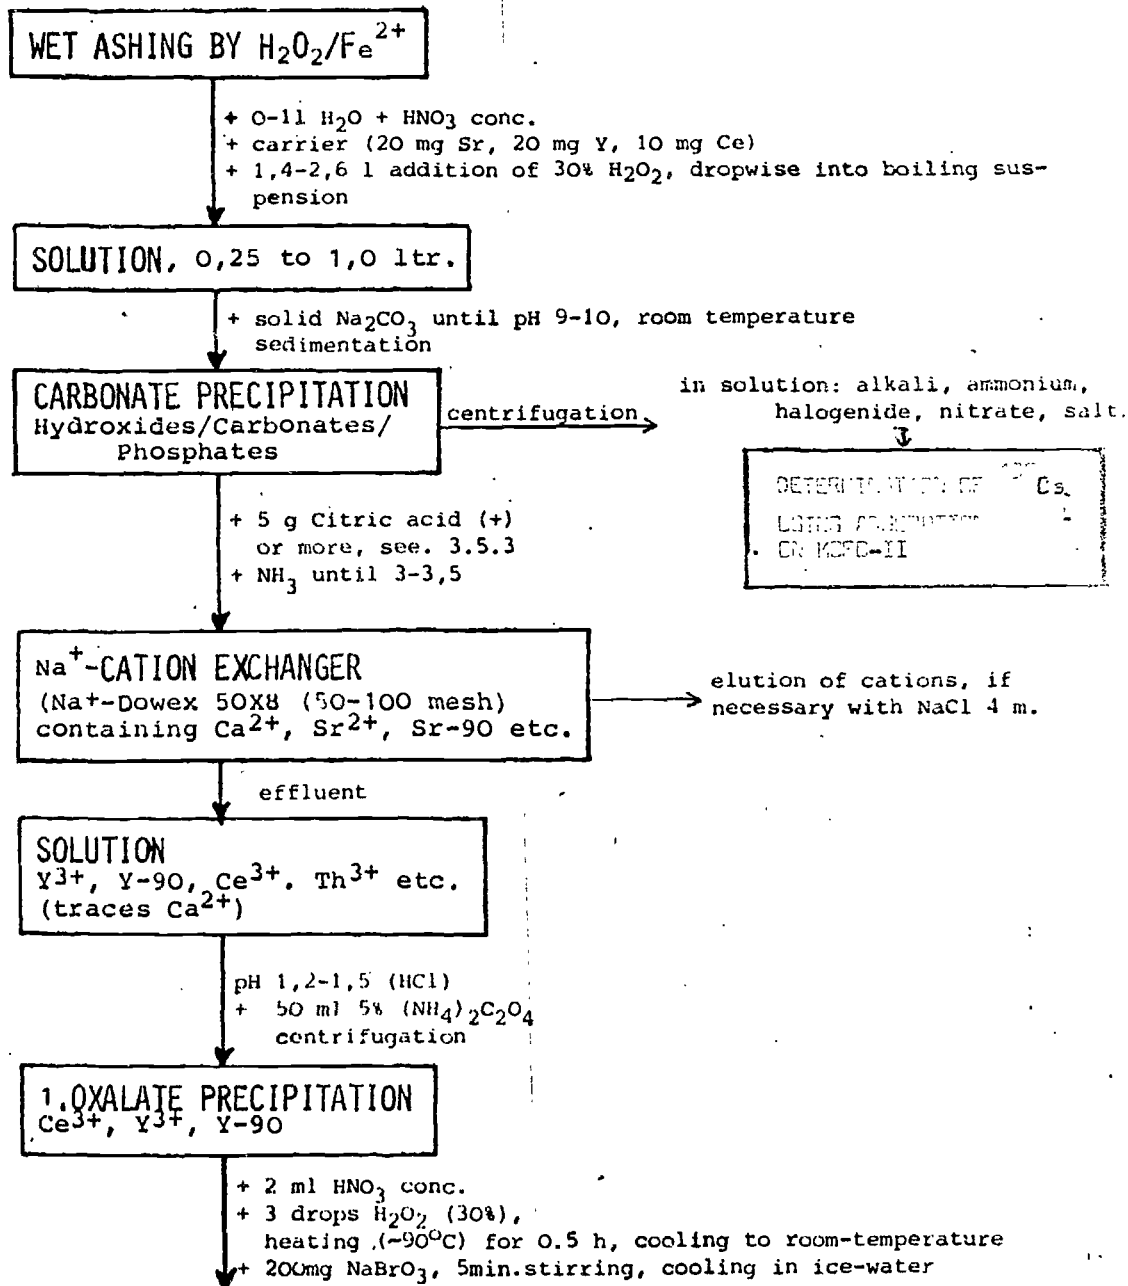 WET ASHING BY H₂O₂/Fe²⁺
+ 0-1l H₂O + HNO₃ conc.
+ carrier (20 mg Sr, 20 mg Y, 10 mg Ce)
+ 1,4-2,6 l addition of 30% H₂O₂, dropwise into boiling sus-
pension
SOLUTION, 0,25 to 1,0 ltr.
+ solid Na₂CO₃ until pH 9-10, room temperature
sedimentation
CARBONATE PRECIPITATION
Hydroxides/Carbonates/
Phosphates
centrifugation
in solution: alkali, ammonium,
halogenide, nitrate, salt.
DETERMINATION OF Cs
USING
ON MCFC-II
+ 5 g Citric acid (+)
or more, see. 3.5.3
+ NH₃ until 3-3,5
Na⁺-CATION EXCHANGER
(Na⁺-Dowex 50X8 (50-100 mesh)
containing Ca²⁺, Sr²⁺, Sr-90 etc.
elution of cations, if
necessary with NaCl 4 m.
effluent
SOLUTION
Y³⁺, Y-90, Ce³⁺. Th³⁺ etc.
(traces Ca²⁺)
pH 1,2-1,5 (HCl)
+ 50 ml 5% (NH₄)₂C₂O₄
centrifugation
1.OXALATE PRECIPITATION
Ce³⁺, Y³⁺, Y-90
+ 2 ml HNO₃ conc.
+ 3 drops H₂O₂ (30%),
heating (~90°C) for 0.5 h, cooling to room-temperature
+ 200mg NaBrO₃, 5min.stirring, cooling in ice-water